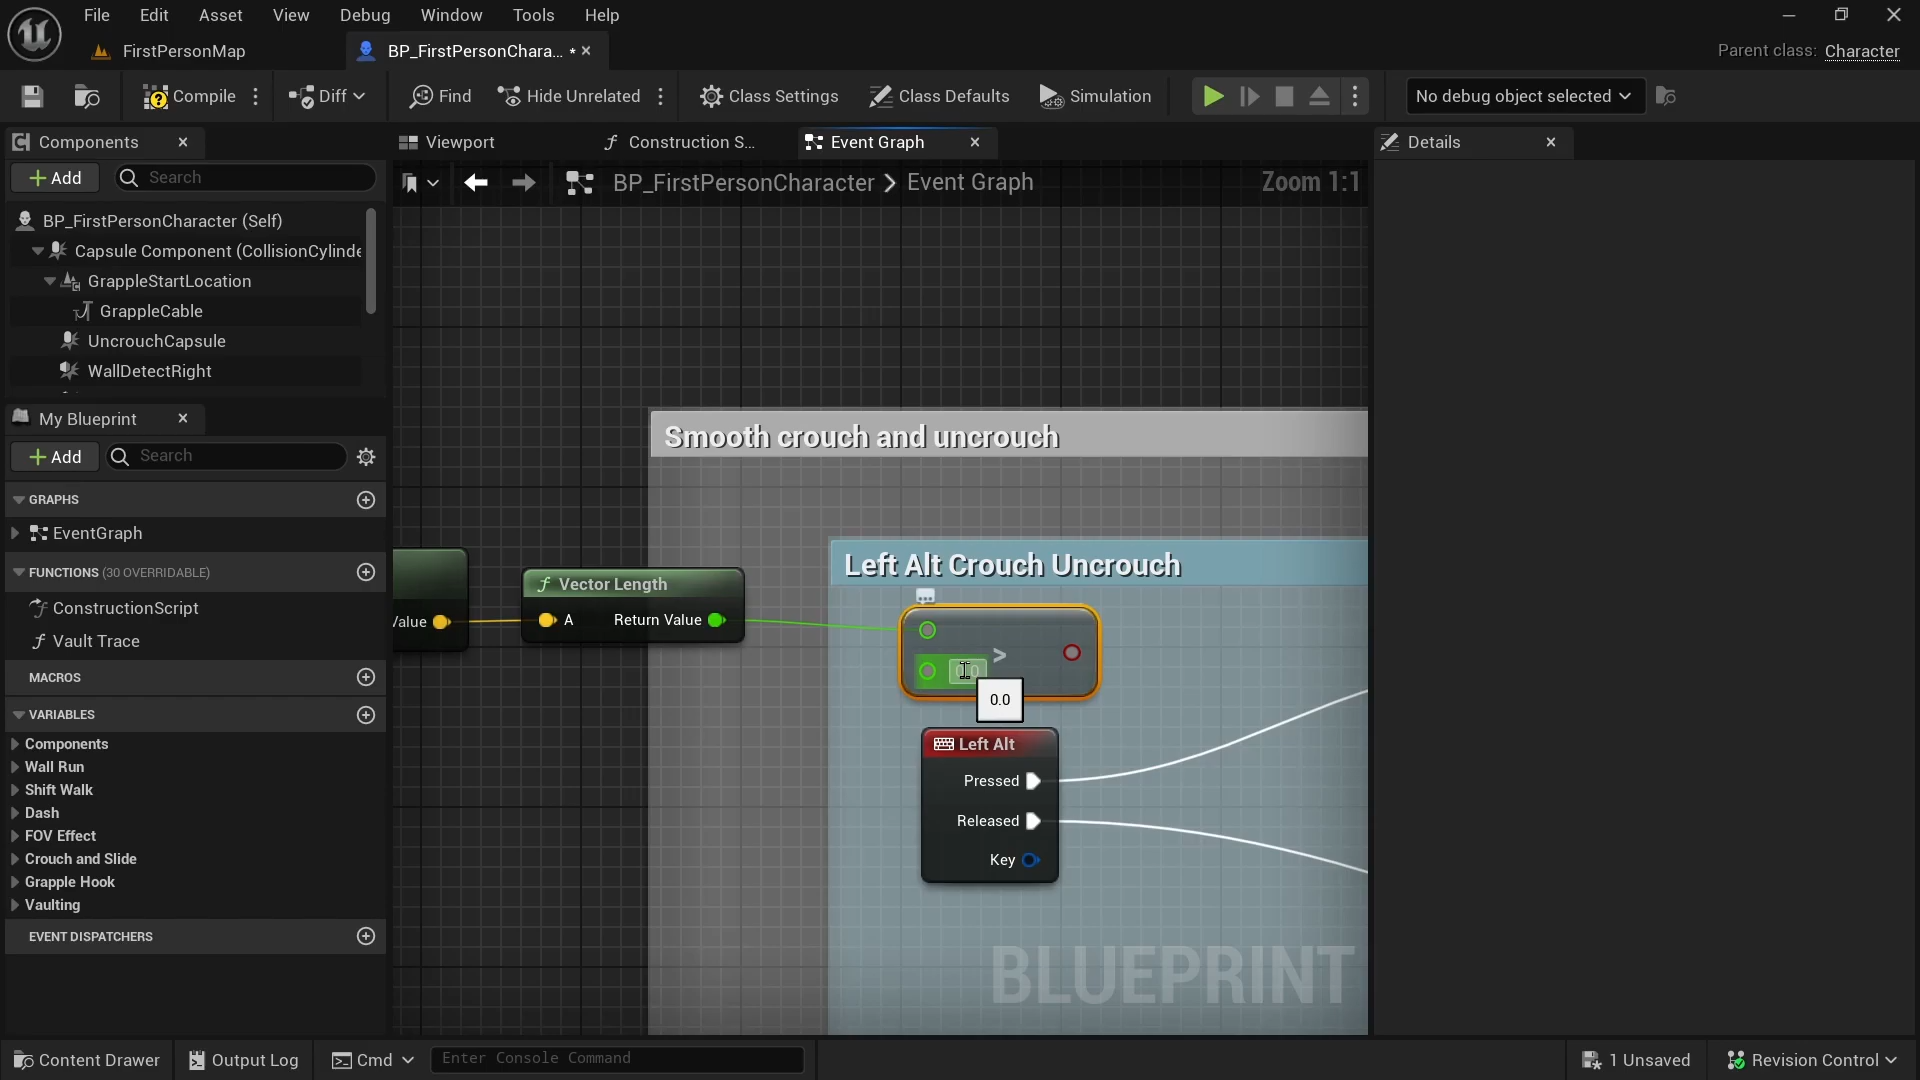 File Edit Asset View Debug Window Tools Help
FirstPersonMap BP_FirstPersonChara... * Parent class: Character
Compile Diff Find Hide Unrelated Class Settings Class Defaults Simulation No debug object selected
Components Viewport Construction S... Event Graph Details
+ Add Search BP_FirstPersonCharacter > Event Graph Zoom 1:1
BP_FirstPersonCharacter (Self)
Capsule Component (CollisionCylinde
GrappleStartLocation
GrappleCable
UncrouchCapsule
WallDetectRight
My Blueprint
+ Add Search
GRAPHS
EventGraph
FUNCTIONS (30 OVERRIDABLE)
ConstructionScript
Vault Trace
MACROS
VARIABLES
Components
Wall Run
Shift Walk
Dash
FOV Effect
Crouch and Slide
Grapple Hook
Vaulting
EVENT DISPATCHERS
Smooth crouch and uncrouch
Left Alt Crouch Uncrouch
f Vector Length
Value A Return Value
>
0.0
0.0
Left Alt
Pressed
Released
Key
BLUEPRINT
Content Drawer Output Log Cmd Enter Console Command 1 Unsaved Revision Control